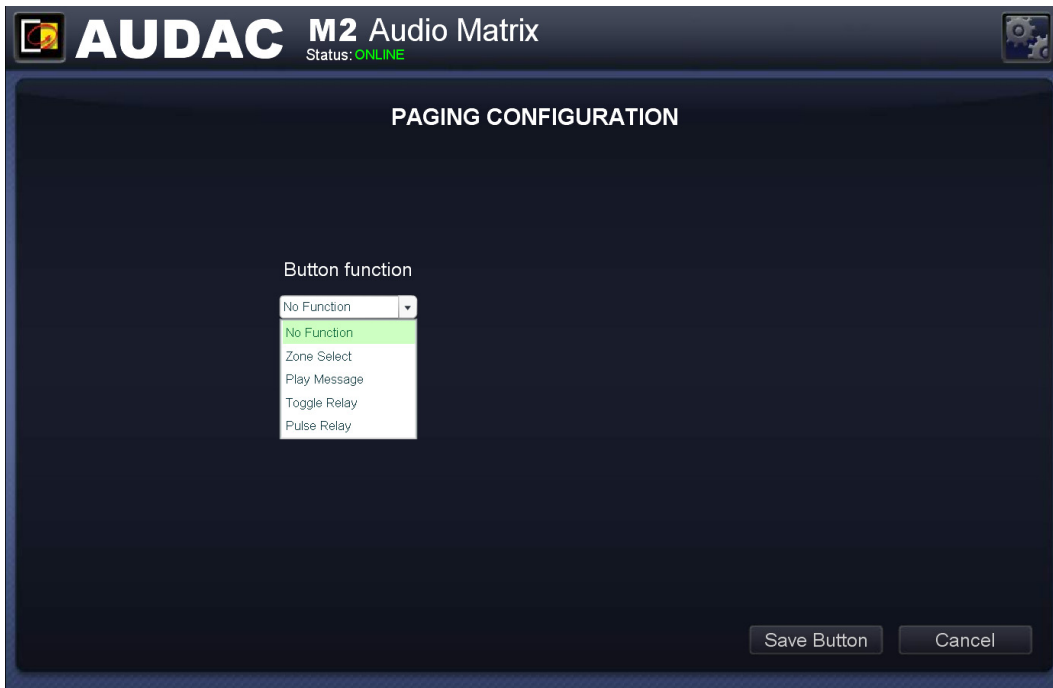 AUDAC M2 Audio Matrix
Status: ONLINE
PAGING CONFIGURATION
Button function
No Function
No Function
Zone Select
Play Message
Toggle Relay
Pulse Relay
Save Button Cancel